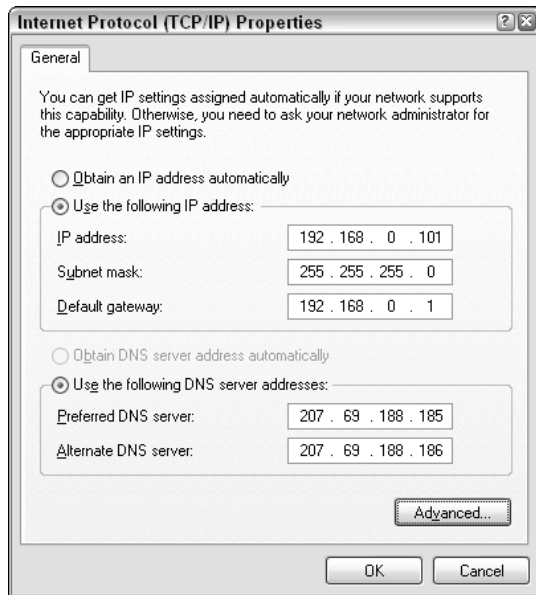 Internet Protocol (TCP/IP) Properties
General
You can get IP settings assigned automatically if your network supports
this capability. Otherwise, you need to ask your network administrator for
the appropriate IP settings.
Obtain an IP address automatically
Use the following IP address:
IP address: 192 . 168 . 0 . 101
Subnet mask: 255 . 255 . 255 . 0
Default gateway: 192 . 168 . 0 . 1
Obtain DNS server address automatically
Use the following DNS server addresses:
Preferred DNS server: 207 . 69 . 188 . 185
Alternate DNS server: 207 . 69 . 188 . 186
Advanced...
OK Cancel